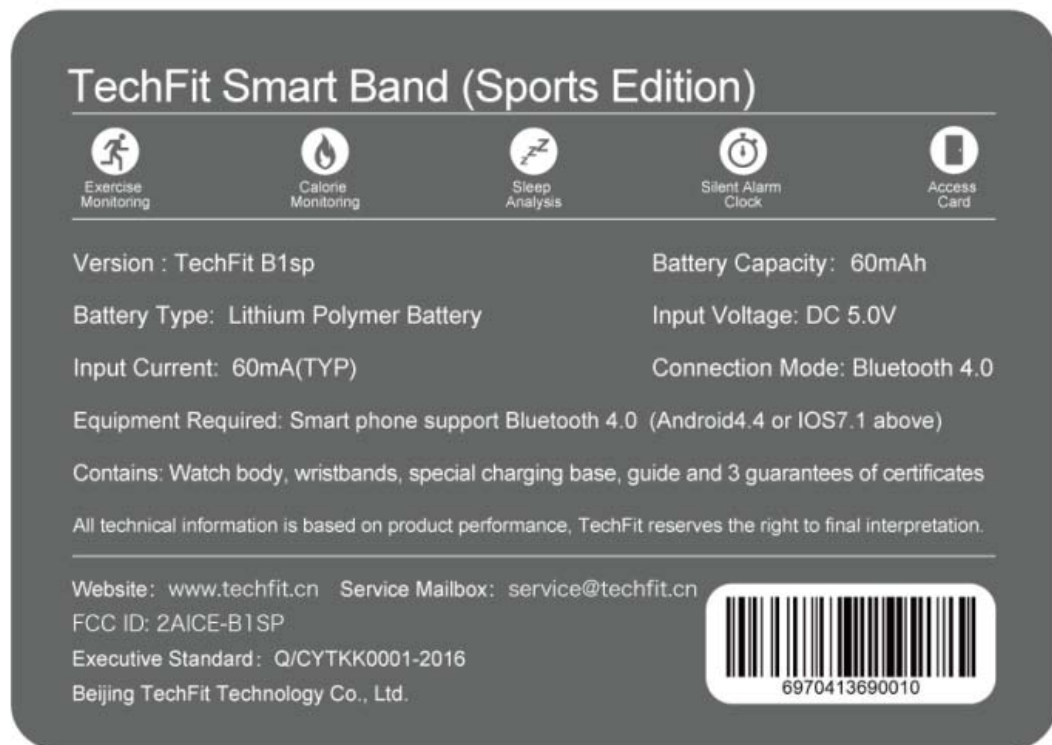 TechFit Smart Band (Sports Edition)
Exercise
Monitoring
Calorie
Monitoring
Sleep
Analysis
Silent Alarm
Clock
Access
Card
Version : TechFit B1sp
Battery Capacity: 60mAh
Battery Type: Lithium Polymer Battery
Input Voltage: DC 5.0V
Input Current: 60mA(TYP)
Connection Mode: Bluetooth 4.0
Equipment Required: Smart phone support Bluetooth 4.0 (Android4.4 or IOS7.1 above)
Contains: Watch body, wristbands, special charging base, guide and 3 guarantees of certificates
All technical information is based on product performance, TechFit reserves the right to final interpretation.
Website: www.techfit.cn Service Mailbox: service@techfit.cn
FCC ID: 2AICE-B1SP
Executive Standard: Q/CYTKK0001-2016
Beijing TechFit Technology Co., Ltd.
6970413690010